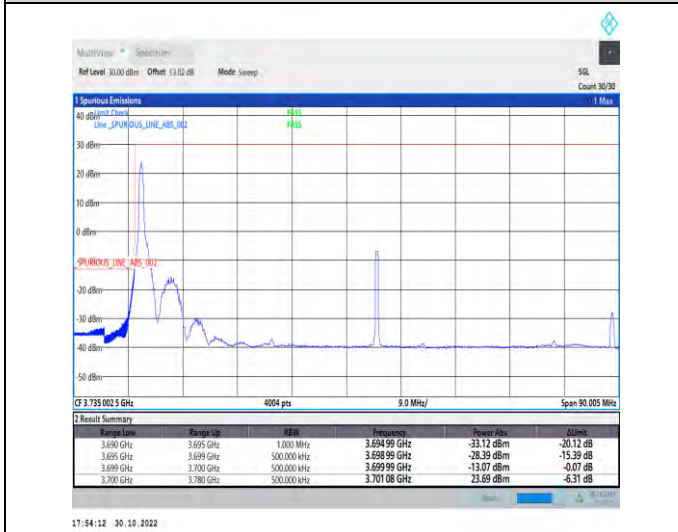 MultiView Spectrum
Ref Level 30.00 dBm Offset 13.02 dB Mode Sweep SGL
Count 30/30
1 Spurious Emissions 1 Max
40 dBm Limit Check PASS
Line _SPURIOUS_LINE_ABS_002 PASS
30 dBm
20 dBm
10 dBm
0 dBm
_SPURIOUS_LINE_ABS_002
-20 dBm
-30 dBm
-40 dBm
-50 dBm
CF 3.735 002 5 GHz 4004 pts 9.0 MHz/ Span 90.005 MHz
2 Result Summary
Range Low Range Up RBW Frequency Power Abs ΔLimit
3.690 GHz 3.695 GHz 1.000 MHz 3.694 99 GHz -33.12 dBm -20.12 dB
3.695 GHz 3.699 GHz 500.000 kHz 3.698 99 GHz -28.39 dBm -15.39 dB
3.699 GHz 3.700 GHz 500.000 kHz 3.699 99 GHz -13.07 dBm -0.07 dB
3.700 GHz 3.780 GHz 500.000 kHz 3.701 08 GHz 23.69 dBm -6.31 dB
17:54:12 30.10.2022